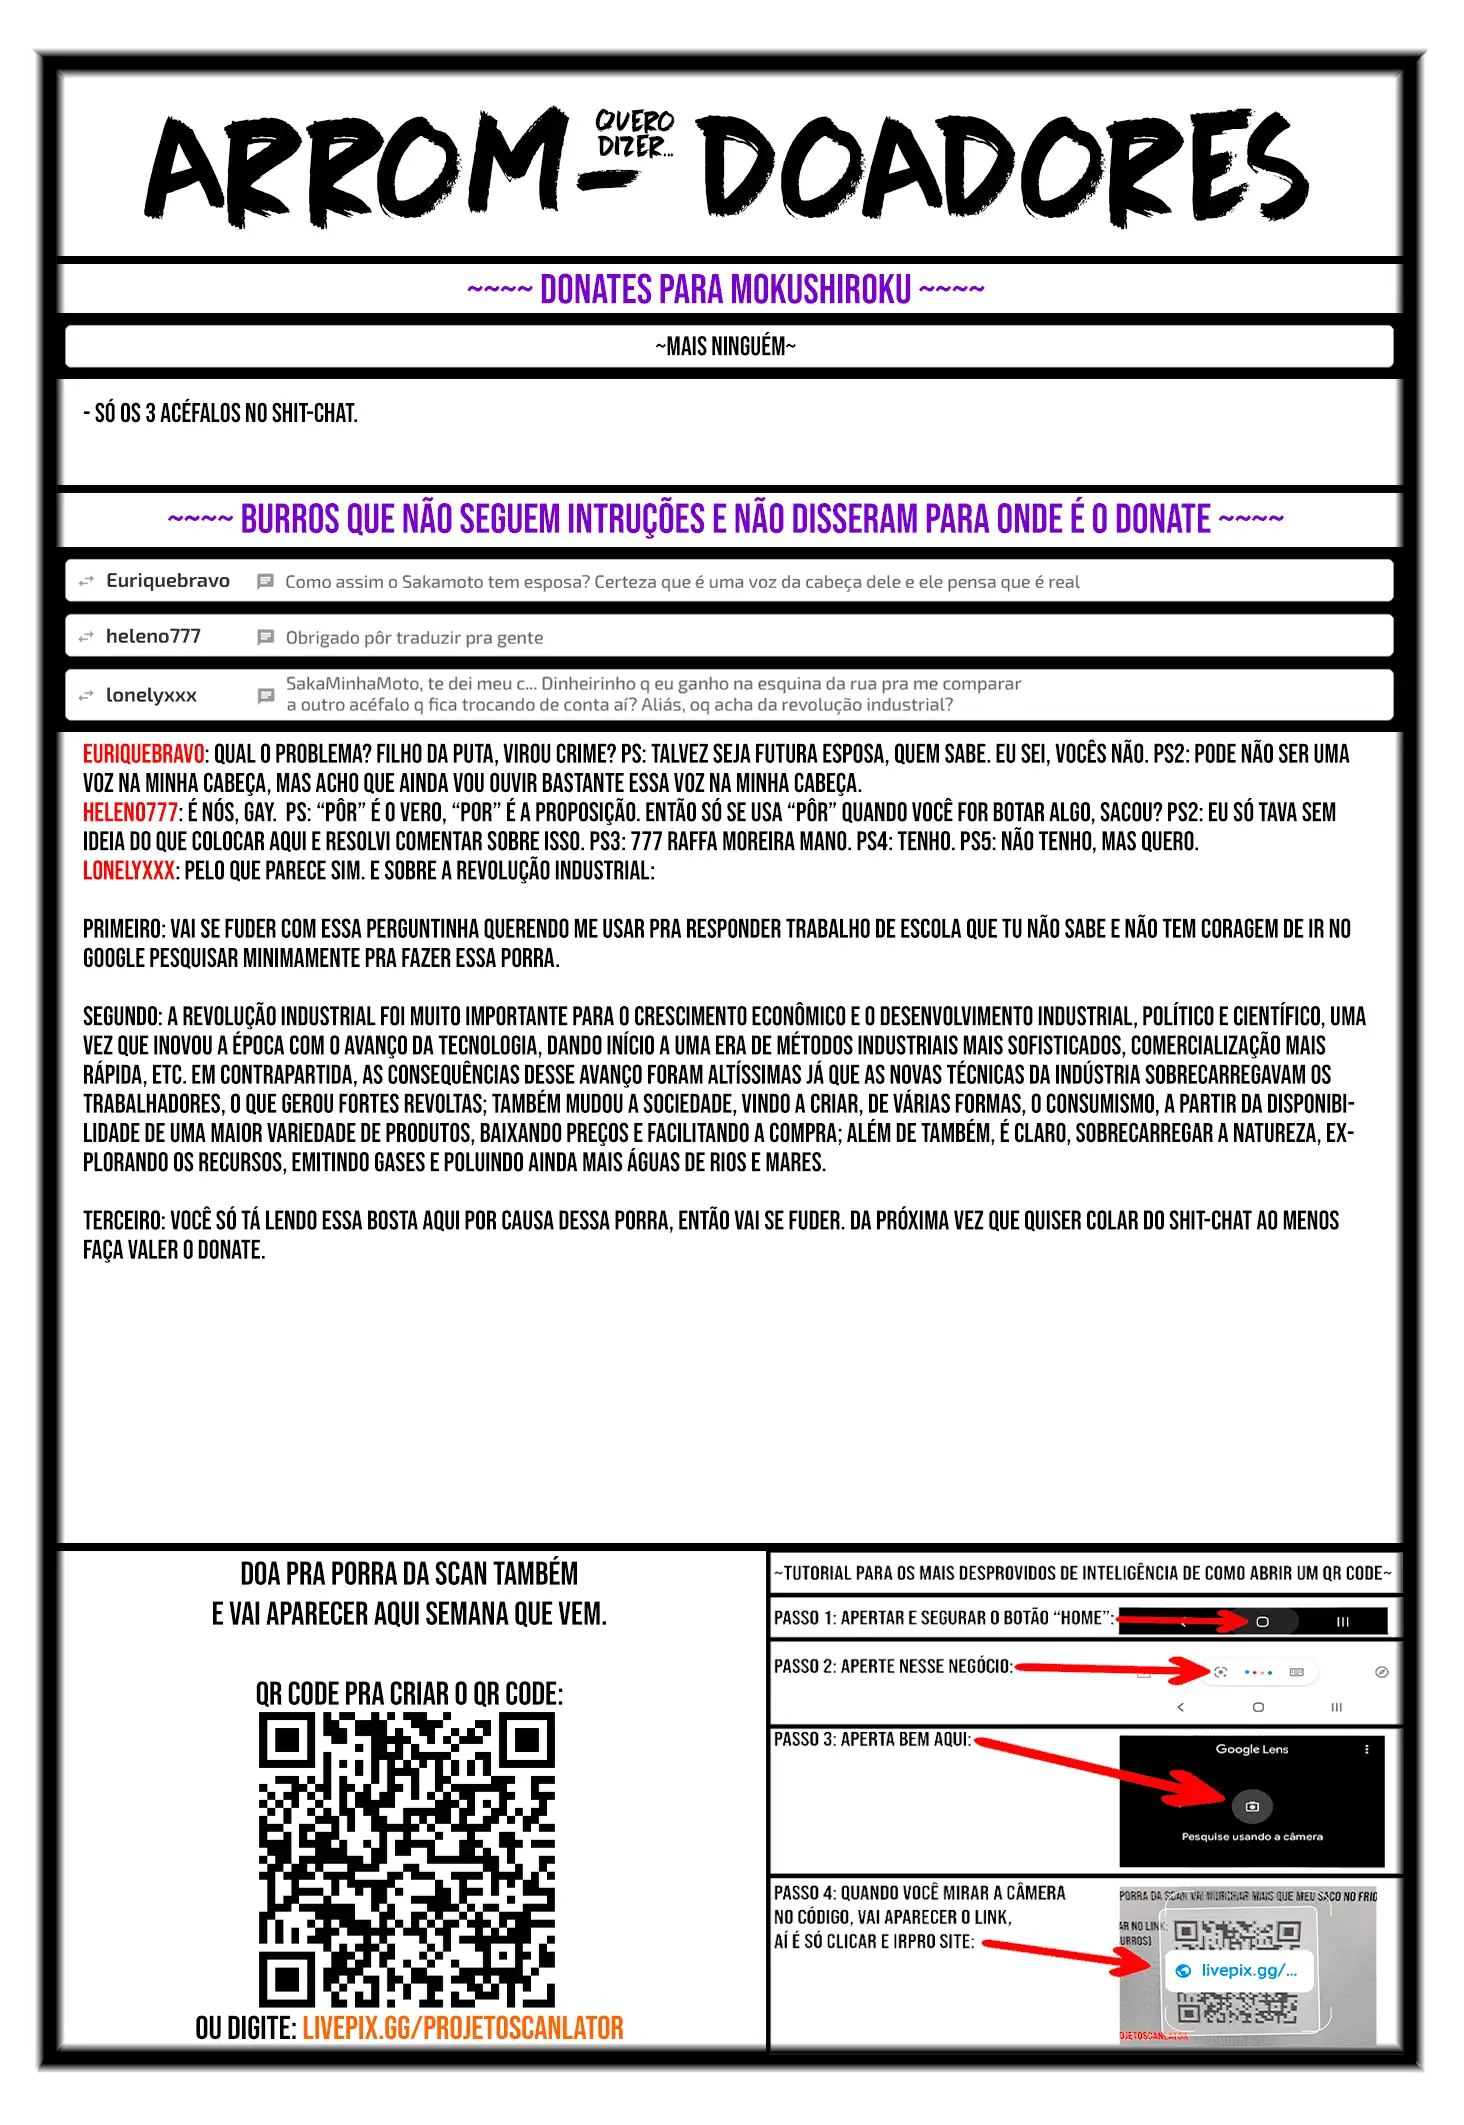 ARROM- QUERO DIZER... DOADORES
~~~~ DONATES PARA MOKUSHIROKU ~~~~
~MAIS NINGUÉM~
- SÓ OS 3 ACÉFALOS NO SHIT-CHAT.
~~~~ BURROS QUE NÃO SEGUEM INTRUÇÕES E NÃO DISSERAM PARA ONDE É O DONATE ~~~~
Euriquebravo Como assim o Sakamoto tem esposa? Certeza que é uma voz da cabeça dele e ele pensa que é real
heleno777 Obrigado pôr traduzir pra gente
lonelyxxx SakaMinhaMoto, te dei meu c... Dinheirinho q eu ganho na esquina da rua pra me comparar
a outro acéfalo q fica trocando de conta aí? Aliás, oq acha da revolução industrial?
EURIQUEBRAVO: QUAL O PROBLEMA? FILHO DA PUTA, VIROU CRIME? PS: TALVEZ SEJA FUTURA ESPOSA, QUEM SABE. EU SEI, VOCÊS NÃO. PS2: PODE NÃO SER UMA
VOZ NA MINHA CABEÇA, MAS ACHO QUE AINDA VOU OUVIR BASTANTE ESSA VOZ NA MINHA CABEÇA.
HELENO777: É NÓS, GAY. PS: “PÔR” É O VERO, “POR” É A PROPOSIÇÃO. ENTÃO SÓ SE USA “PÔR” QUANDO VOCÊ FOR BOTAR ALGO, SACOU? PS2: EU SÓ TAVA SEM
IDEIA DO QUE COLOCAR AQUI E RESOLVI COMENTAR SOBRE ISSO. PS3: 777 RAFFA MOREIRA MANO. PS4: TENHO. PS5: NÃO TENHO, MAS QUERO.
LONELYXXX: PELO QUE PARECE SIM. E SOBRE A REVOLUÇÃO INDUSTRIAL:
PRIMEIRO: VAI SE FUDER COM ESSA PERGUNTINHA QUERENDO ME USAR PRA RESPONDER TRABALHO DE ESCOLA QUE TU NÃO SABE E NÃO TEM CORAGEM DE IR NO
GOOGLE PESQUISAR MINIMAMENTE PRA FAZER ESSA PORRA.
SEGUNDO: A REVOLUÇÃO INDUSTRIAL FOI MUITO IMPORTANTE PARA O CRESCIMENTO ECONÔMICO E O DESENVOLVIMENTO INDUSTRIAL, POLÍTICO E CIENTÍFICO, UMA
VEZ QUE INOVOU A ÉPOCA COM O AVANÇO DA TECNOLOGIA, DANDO INÍCIO A UMA ERA DE MÉTODOS INDUSTRIAIS MAIS SOFISTICADOS, COMERCIALIZAÇÃO MAIS
RÁPIDA, ETC. EM CONTRAPARTIDA, AS CONSEQUÊNCIAS DESSE AVANÇO FORAM ALTÍSSIMAS JÁ QUE AS NOVAS TÉCNICAS DA INDÚSTRIA SOBRECARREGAVAM OS
TRABALHADORES, O QUE GEROU FORTES REVOLTAS; TAMBÉM MUDOU A SOCIEDADE, VINDO A CRIAR, DE VÁRIAS FORMAS, O CONSUMISMO, A PARTIR DA DISPONIBI-
LIDADE DE UMA MAIOR VARIEDADE DE PRODUTOS, BAIXANDO PREÇOS E FACILITANDO A COMPRA; ALÉM DE TAMBÉM, É CLARO, SOBRECARREGAR A NATUREZA, EX-
PLORANDO OS RECURSOS, EMITINDO GASES E POLUINDO AINDA MAIS ÁGUAS DE RIOS E MARES.
TERCEIRO: VOCÊ SÓ TÁ LENDO ESSA BOSTA AQUI POR CAUSA DESSA PORRA, ENTÃO VAI SE FUDER. DA PRÓXIMA VEZ QUE QUISER COLAR DO SHIT-CHAT AO MENOS
FAÇA VALER O DONATE.
DOA PRA PORRA DA SCAN TAMBÉM
E VAI APARECER AQUI SEMANA QUE VEM.
QR CODE PRA CRIAR O QR CODE:
OU DIGITE: LIVEPIX.GG/PROJETOSCANLATOR
~TUTORIAL PARA OS MAIS DESPROVIDOS DE INTELIGÊNCIA DE COMO ABRIR UM QR CODE~
PASSO 1: APERTAR E SEGURAR O BOTÃO “HOME”:
PASSO 2: APERTE NESSE NEGÓCIO:
PASSO 3: APERTA BEM AQUI:
Google Lens
Pesquise usando a câmera
PASSO 4: QUANDO VOCÊ MIRAR A CÂMERA
NO CÓDIGO, VAI APARECER O LINK,
AÍ É SÓ CLICAR E IRPRO SITE:
PORRA DA SCAN VAI MURCHAR MAIS QUE MEU SACO NO FRIO
AR NO LINK:
URROS)
livepix.gg/...
OJETOSCANLATOR